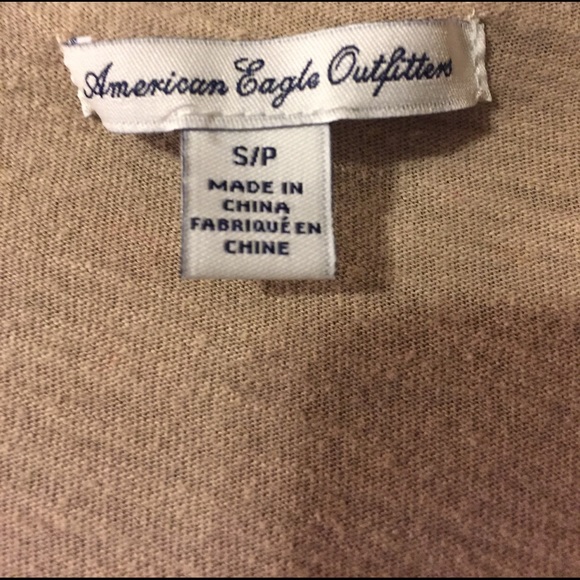 American Eagle Outfitters
S/P
MADE IN
CHINA
FABRIQUÉ EN
CHINE